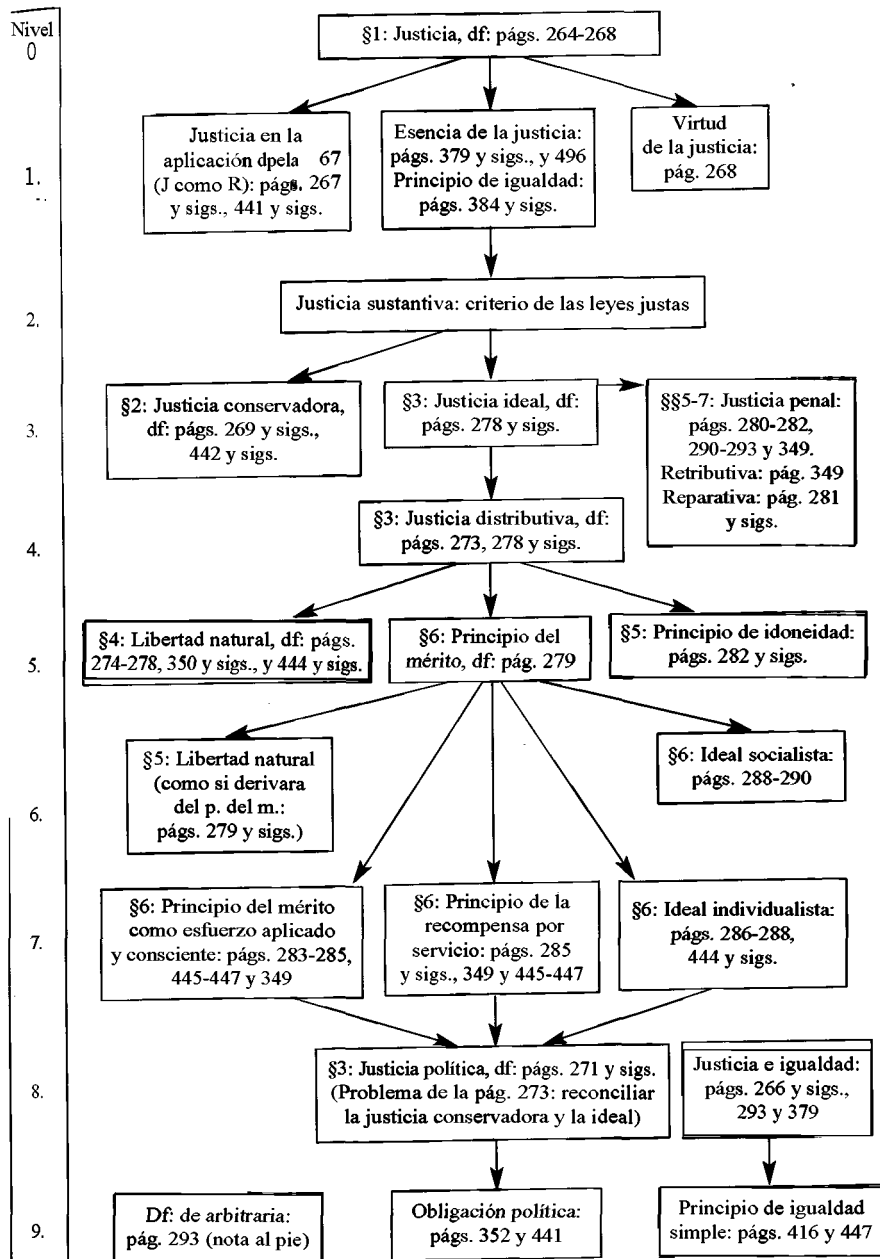 Nivel
0
§1: Justicia, df: págs. 264-268
1.
Justicia en la
aplicación dpela 67
(J como R): págs. 267
y sigs., 441 y sigs.
Esencia de la justicia:
págs. 379 y sigs., y 496
Principio de igualdad:
págs. 384 y sigs.
Virtud
de la justicia:
pág. 268
2.
Justicia sustantiva: criterio de las leyes justas
3.
§2: Justicia conservadora,
df: págs. 269 y sigs.,
442 y sigs.
§3: Justicia ideal, df:
págs. 278 y sigs.
§§5-7: Justicia penal:
págs. 280-282,
290-293 y 349.
Retributiva: pág. 349
Reparativa: pág. 281
y sigs.
4.
§3: Justicia distributiva, df:
págs. 273, 278 y sigs.
5.
§4: Libertad natural, df: págs.
274-278, 350 y sigs., y 444 y sigs.
§6: Principio del
mérito, df: pág. 279
§5: Principio de idoneidad:
págs. 282 y sigs.
6.
§5: Libertad natural
(como si derivara
del p. del m.:
págs. 279 y sigs.)
§6: Ideal socialista:
págs. 288-290
7.
§6: Principio del mérito
como esfuerzo aplicado
y consciente: págs. 283-285,
445-447 y 349
§6: Principio de la
recompensa por
servicio: págs. 285
y sigs., 349 y 445-447
§6: Ideal individualista:
págs. 286-288,
444 y sigs.
8.
§3: Justicia política, df: págs. 271 y sigs.
(Problema de la pág. 273: reconciliar
la justicia conservadora y la ideal)
Justicia e igualdad:
págs. 266 y sigs.,
293 y 379
9.
Df: de arbitraria:
pág. 293 (nota al pie)
Obligación política:
págs. 352 y 441
Principio de igualdad
simple: págs. 416 y 447